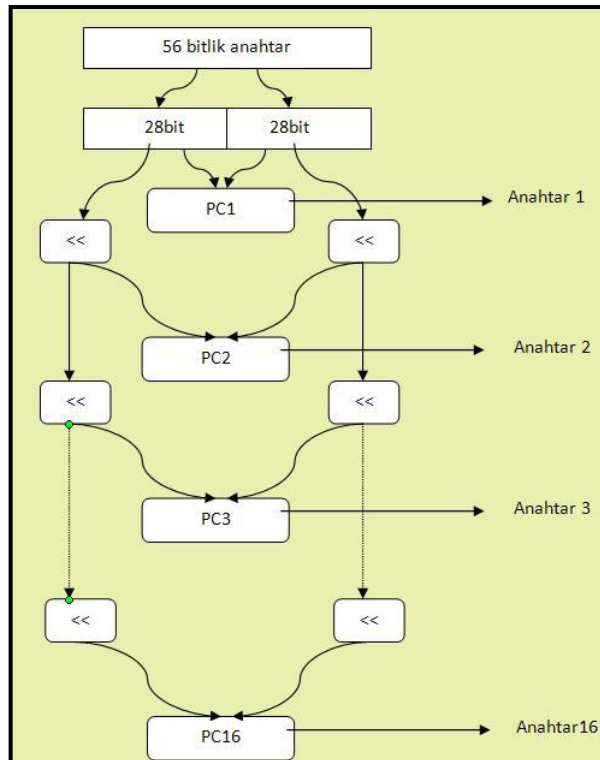 56 bitlik anahtar
28bit 28bit
PC1 Anahtar 1
<< <<
PC2 Anahtar 2
<< <<
PC3 Anahtar 3
<< <<
PC16 Anahtar16